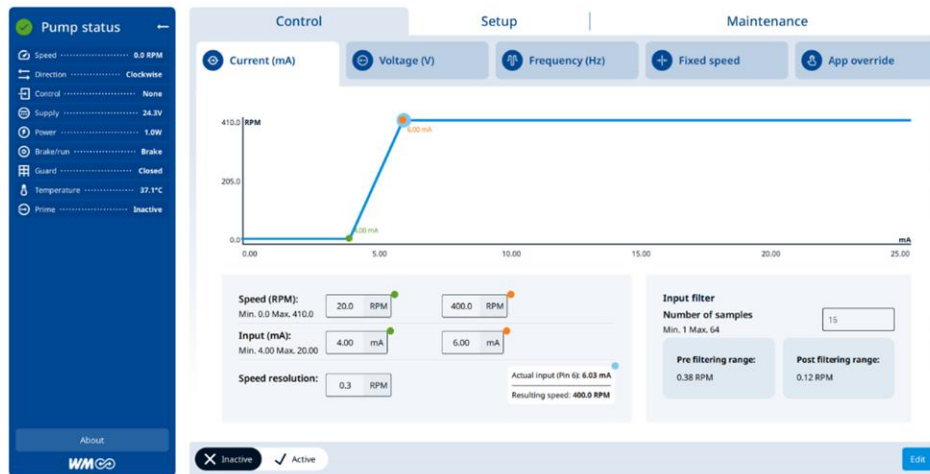 Pump status
Speed 0.0 RPM
Direction Clockwise
Control None
Supply 24.3V
Power 1.0W
Brake/run Brake
Guard Closed
Temperature 37.1°C
Prime Inactive
About
WM
Control Setup Maintenance
Current (mA) Voltage (V) Frequency (Hz) Fixed speed App override
410.0 RPM
6.00 mA
205.0
4.00 mA
0.0
mA
0.00 5.00 10.00 15.00 20.00 25.00
Speed (RPM):
Min. 0.0 Max. 410.0
20.0 RPM
400.0 RPM
Input (mA):
Min. 4.00 Max. 20.00
4.00 mA
6.00 mA
Speed resolution:
0.3 RPM
Actual input (Pin 6): 6.03 mA
Resulting speed: 400.0 RPM
Input filter
Number of samples
Min. 1 Max. 64
15
Pre filtering range:
0.38 RPM
Post filtering range:
0.12 RPM
Inactive Active
Edit